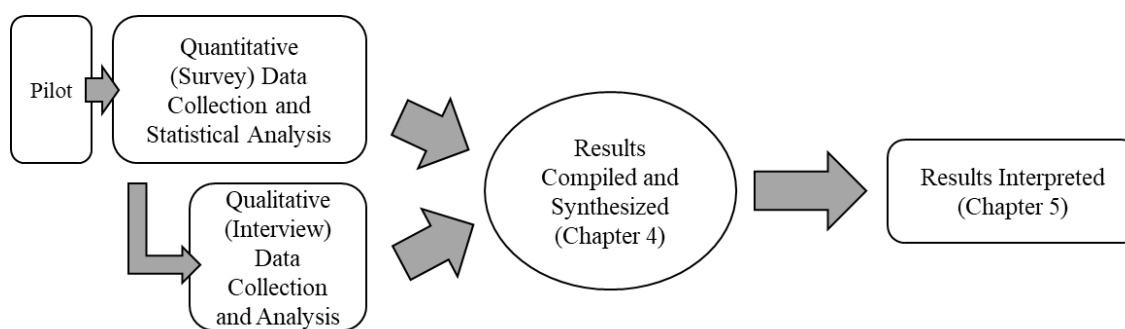 Pilot
Quantitative
(Survey) Data
Collection and
Statistical Analysis
Qualitative
(Interview)
Data
Collection
and Analysis
Results
Compiled and
Synthesized
(Chapter 4)
Results Interpreted
(Chapter 5)